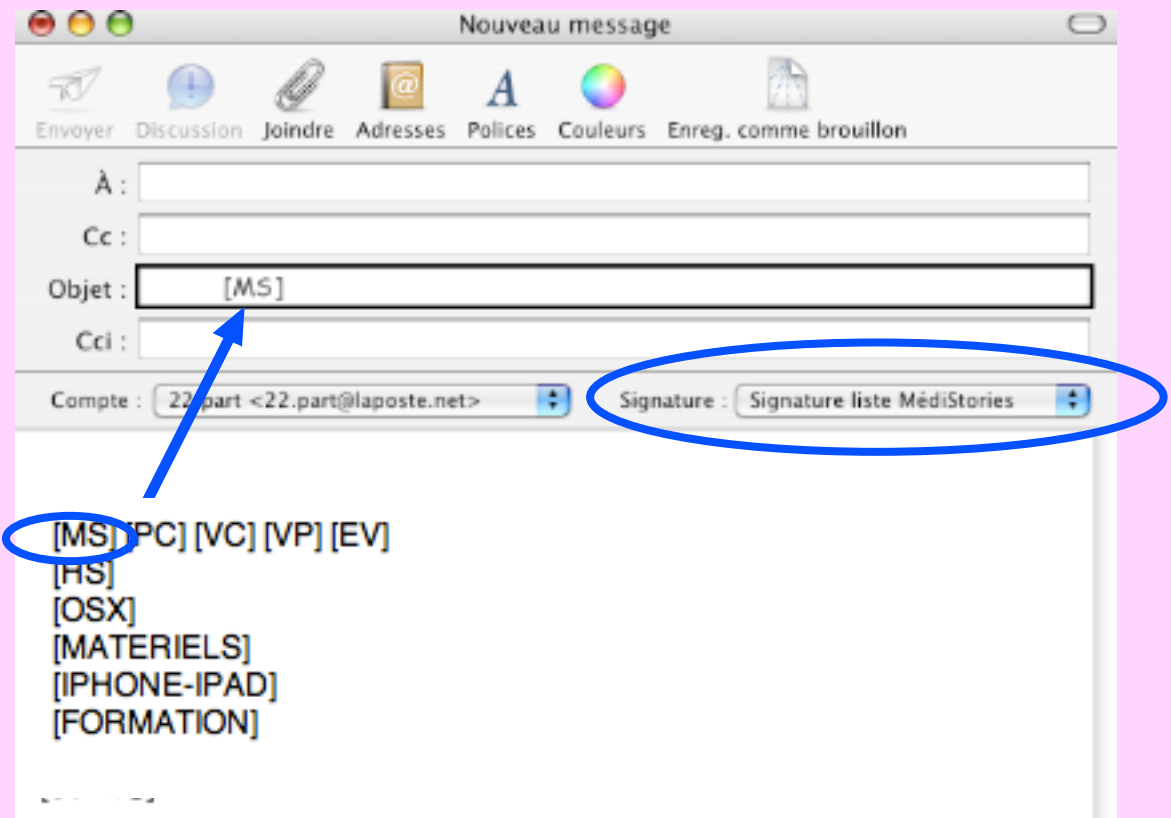 Nouveau message
Envoyer Discussion Joindre Adresses Polices Couleurs Enreg. comme brouillon
À :
Cc :
Objet : [MS]
Cci :
Compte : 22 part <22.part@laposte.net> Signature : Signature liste MédiStories
[MS] [PC] [VC] [VP] [EV]
[HS]
[OSX]
[MATERIELS]
[IPHONE-IPAD]
[FORMATION]